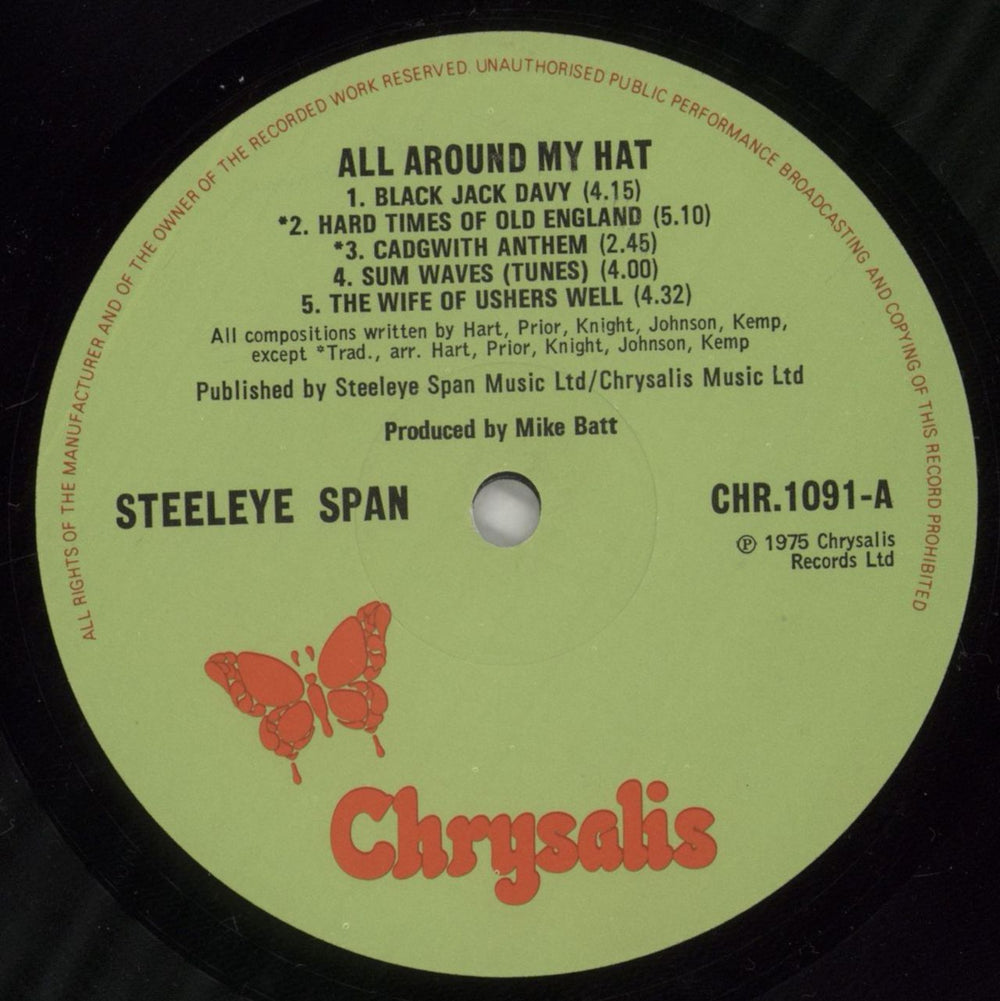 ALL RIGHTS OF THE MANUFACTURER AND OF THE OWNER OF THE RECORDED WORK RESERVED. UNAUTHORISED PUBLIC PERFORMANCE BROADCASTING AND COPYING OF THIS RECORD PROHIBITED
ALL AROUND MY HAT
1. BLACK JACK DAVY (4.15)
*2. HARD TIMES OF OLD ENGLAND (5.10)
*3. CADGWITH ANTHEM (2.45)
4. SUM WAVES (TUNES) (4.00)
5. THE WIFE OF USHERS WELL (4.32)
All compositions written by Hart, Prior, Knight, Johnson, Kemp,
except *Trad., arr. Hart, Prior, Knight, Johnson, Kemp
Published by Steeleye Span Music Ltd/Chrysalis Music Ltd
Produced by Mike Batt
STEELEYE SPAN
CHR.1091-A
℗ 1975 Chrysalis
Records Ltd
Chrysalis